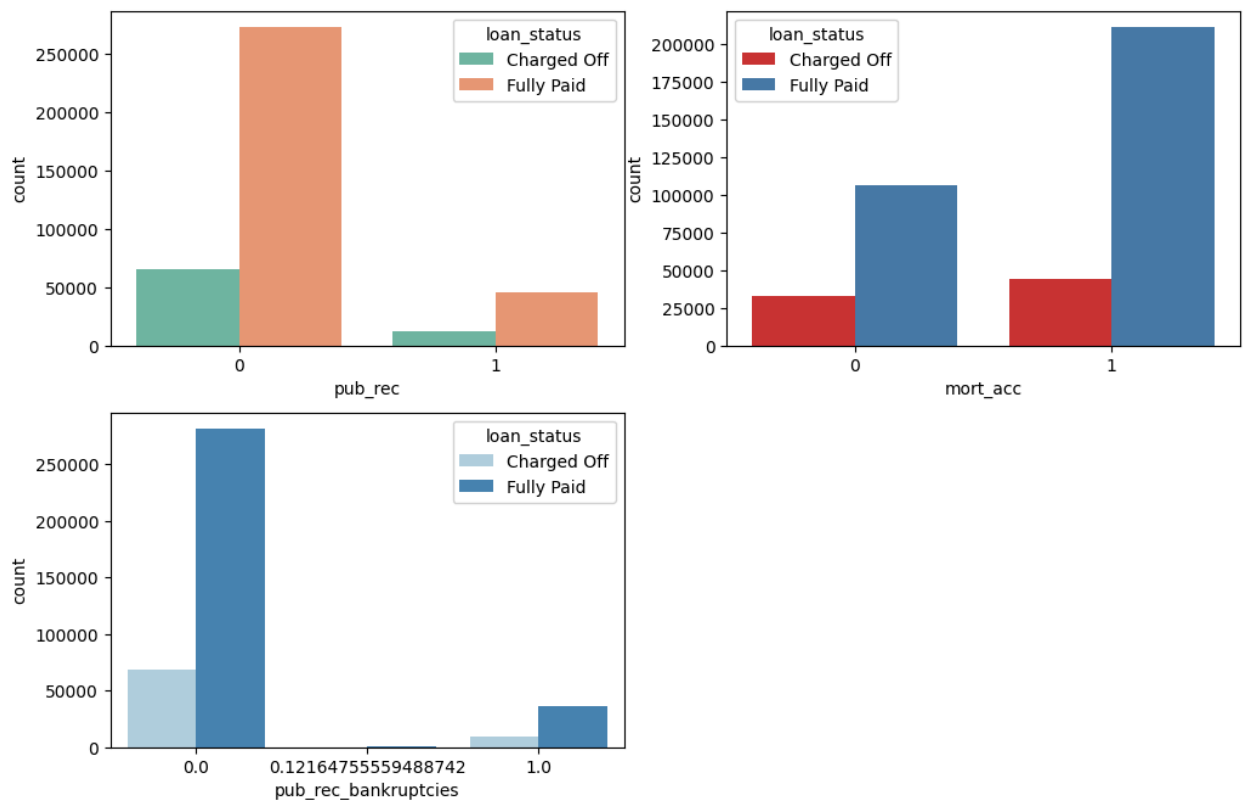 loan_status
Charged Off
Fully Paid
250000
200000
150000
100000
50000
0
count
0 1
pub_rec
loan_status
Charged Off
Fully Paid
200000
175000
150000
125000
100000
75000
50000
25000
0
count
0 1
mort_acc
loan_status
Charged Off
Fully Paid
250000
200000
150000
100000
50000
0
count
0.0 0.12164755559488742 1.0
pub_rec_bankruptcies